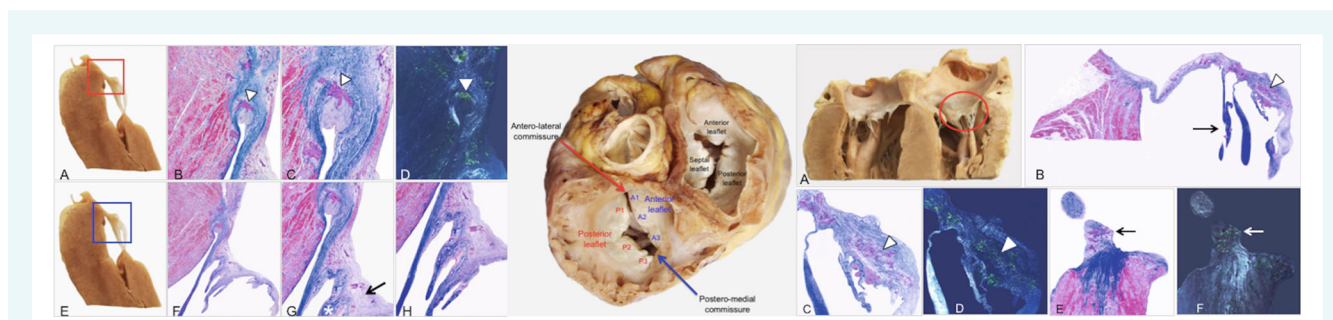 A
B
C
D
E
F
G
*
H
Antero-lateral
commissure
Anterior
leaflet
Septal
leaflet
Posterior
leaflet
A1
Anterior
leaflet
P1
A2
Posterior
leaflet
P2
A3
P3
Postero-medial
commissure
A
B
C
D
E
F